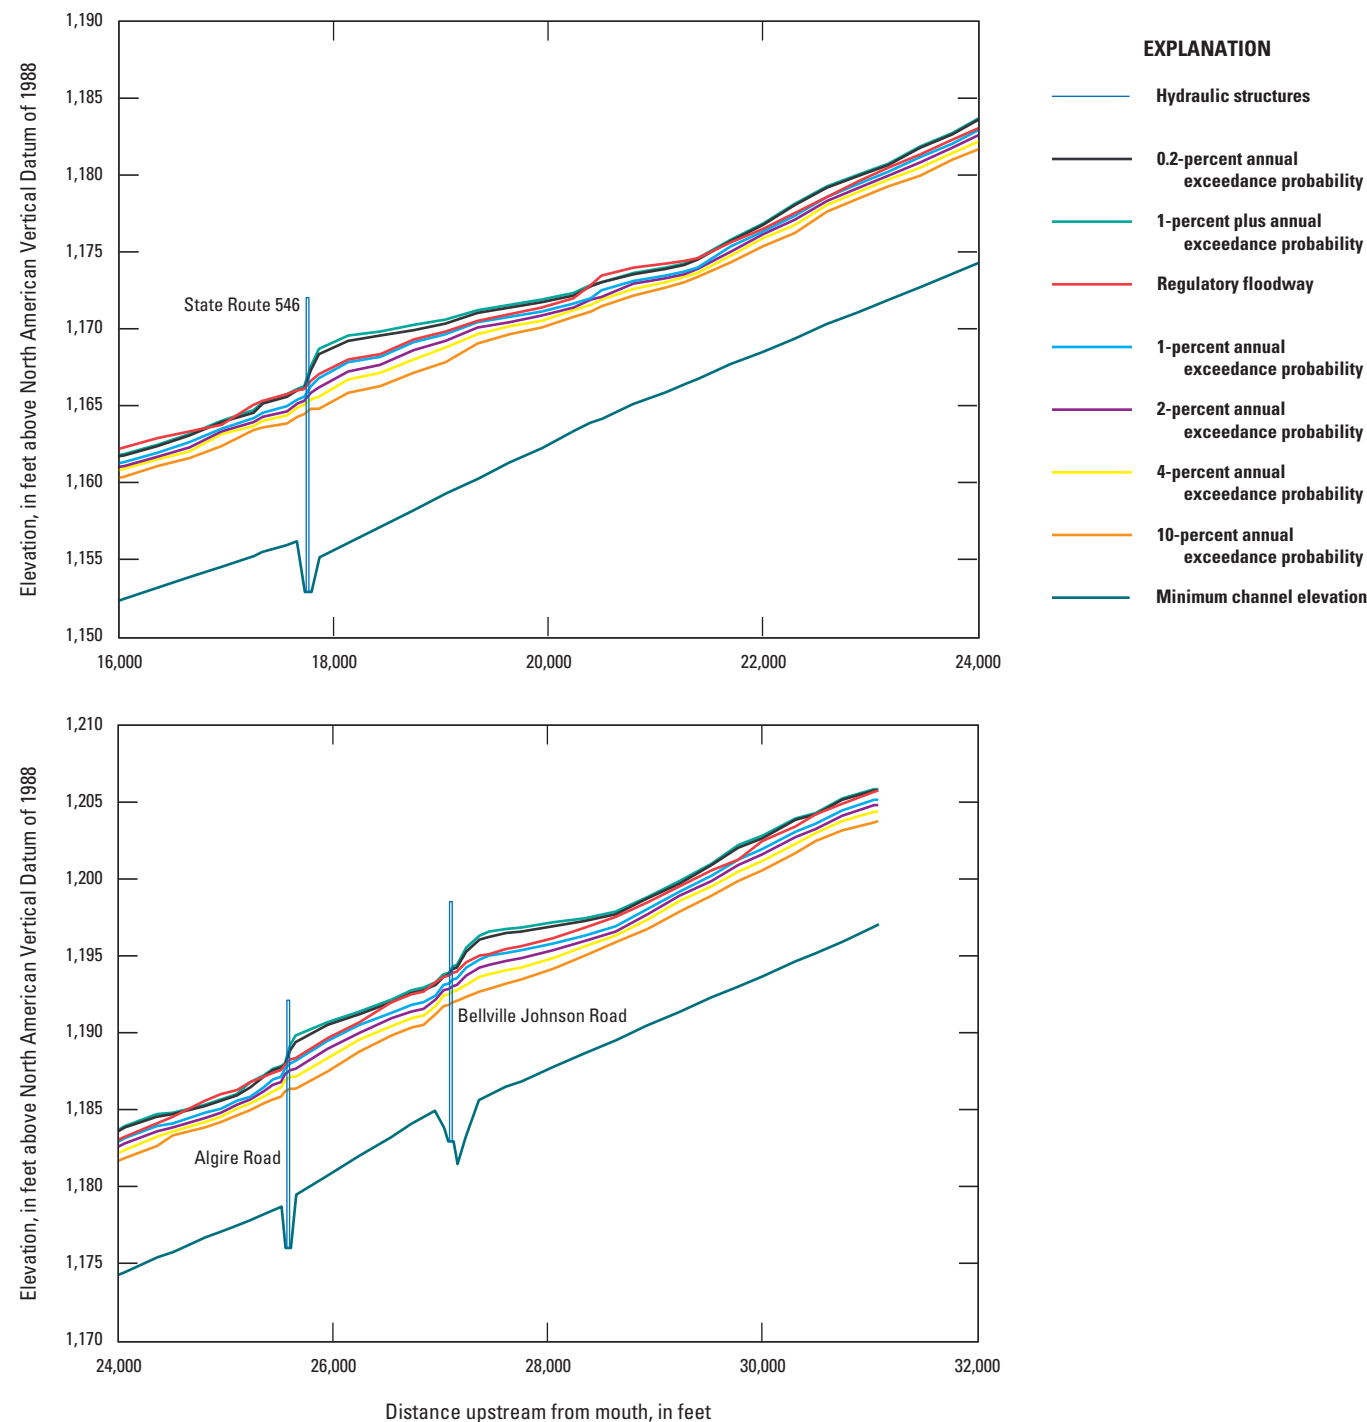 1,190
1,185
1,180
1,175
1,170
1,165
1,160
1,155
1,150
Elevation, in feet above North American Vertical Datum of 1988
State Route 546
16,000
18,000
20,000
22,000
24,000
EXPLANATION
Hydraulic structures
0.2-percent annual
exceedance probability
1-percent plus annual
exceedance probability
Regulatory floodway
1-percent annual
exceedance probability
2-percent annual
exceedance probability
4-percent annual
exceedance probability
10-percent annual
exceedance probability
Minimum channel elevation
1,210
1,205
1,200
1,195
1,190
1,185
1,180
1,175
1,170
Elevation, in feet above North American Vertical Datum of 1988
Bellville Johnson Road
Algire Road
24,000
26,000
28,000
30,000
32,000
Distance upstream from mouth, in feet